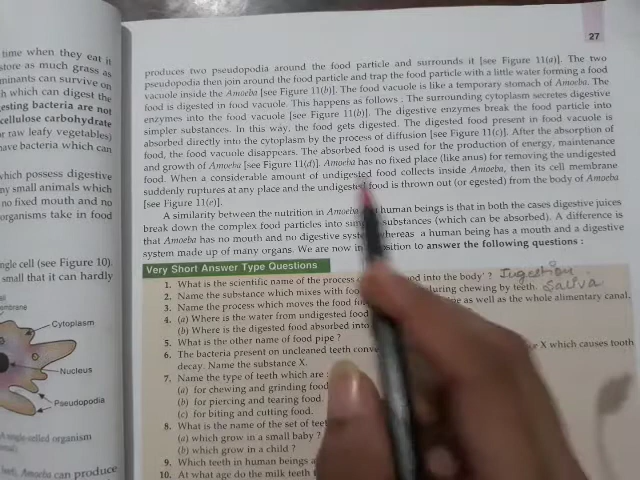 27
time when they eat it
store as much grass as
minants can survive on
h which can digest the
esting bacteria are not
cellulose carbohydrate
or raw leafy vegetables)
have bacteria which can
which possess digestive
ny small animals which
no fixed mouth and no
organisms take in food
ngle cell (see Figure 10).
small that it can hardly
Cytoplasm
Nucleus
Pseudopodia
A single-celled organism
Amoeba can produce
produces two pseudopodia around the food particle and surrounds it [see Figure 11(a)]. The two
pseudopodia then join around the food particle and trap the food particle with a little water forming a food
vacuole inside the Amoeba [see Figure 11(b)]. The food vacuole is like a temporary stomach of Amoeba. The
food is digested in food vacuole. This happens as follows : The surrounding cytoplasm secretes digestive
enzymes into the food vacuole [see Figure 11(b)]. The digestive enzymes break the food particle into
simpler substances. In this way, the food gets digested. The digested food present in food vacuole is
absorbed directly into the cytoplasm by the process of diffusion [see Figure 11(c)]. After the absorption of
food, the food vacuole disappears. The absorbed food is used for the production of energy, maintenance
and growth of Amoeba [see Figure 11(d)]. Amoeba has no fixed place (like anus) for removing the undigested
food. When a considerable amount of undigested food collects inside Amoeba, then its cell membrane
suddenly ruptures at any place and the undigested food is thrown out (or egested) from the body of Amoeba
[see Figure 11(e)].
A similarity between the nutrition in Amoeba and human beings is that in both the cases digestive juices
break down the complex food particles into simple substances (which can be absorbed). A difference is
that Amoeba has no mouth and no digestive system whereas a human being has a mouth and a digestive
system made up of many organs. We are now in position to answer the following questions :
Very Short Answer Type Questions
1. What is the scientific name of the process food into the body' ? Ingestion
2. Name the substance which mixes with food during chewing by teeth. Saliva
3. Name the process which moves the food as well as the whole alimentary canal.
4. (a) Where is the water from undigested food
(b) Where is the digested food absorbed into
5. What is the other name of food pipe ?
6. The bacteria present on uncleaned teeth X which causes tooth
decay. Name the substance X.
7. Name the type of teeth which are :
(a) for chewing and grinding food
(b) for piercing and tearing food.
(c) for biting and cutting food.
8. What is the name of the set of teeth
(a) which grow in a small baby ?
(b) which grow in a child ?
9. Which teeth in human beings
10. At what age do the milk teeth